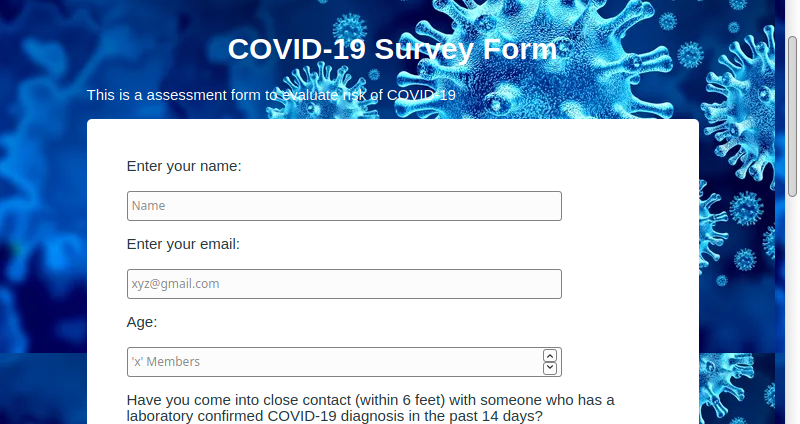 COVID-19 Survey Form
This is a assessment form to evaluate risk of COVID-19
Enter your name:
Name
Enter your email:
xyz@gmail.com
Age:
'x' Members
Have you come into close contact (within 6 feet) with someone who has a
laboratory confirmed COVID-19 diagnosis in the past 14 days?